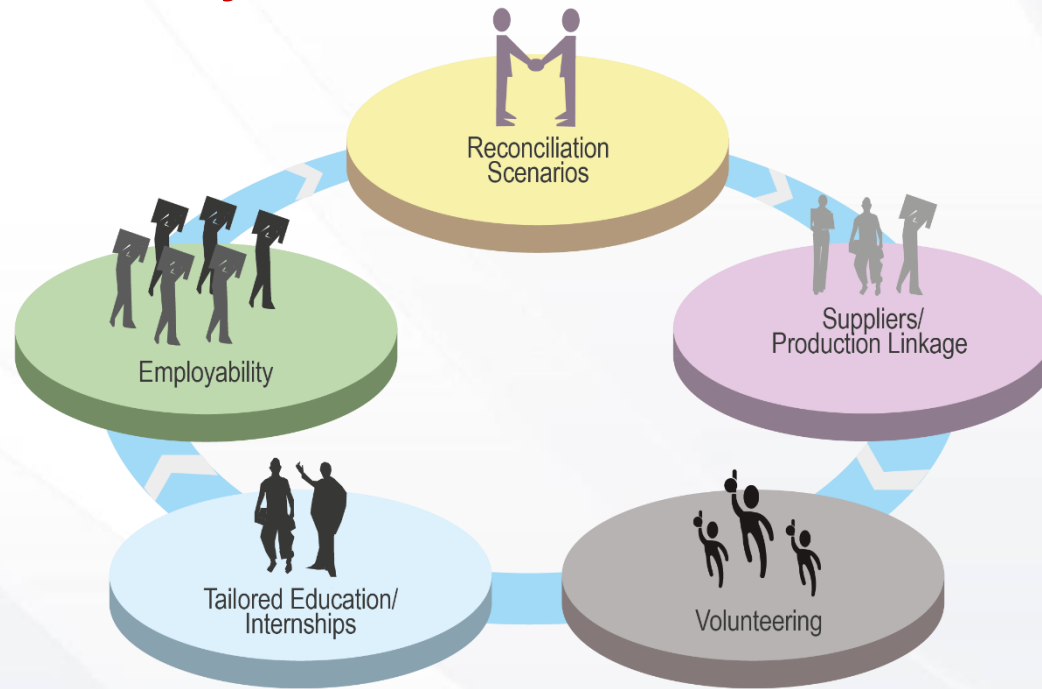 Reconciliation
Scenarios
Suppliers/
Production Linkage
Employability
Tailored Education/
Internships
Volunteering